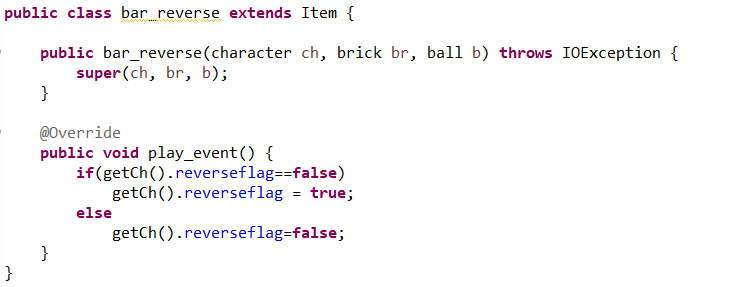 public class bar_reverse extends Item {
public bar_reverse(character ch, brick br, ball b) throws IOException {
super(ch, br, b);
}
@Override
public void play_event() {
if(getCh().reverseflag==false)
getCh().reverseflag = true;
else
getCh().reverseflag=false;
}
}